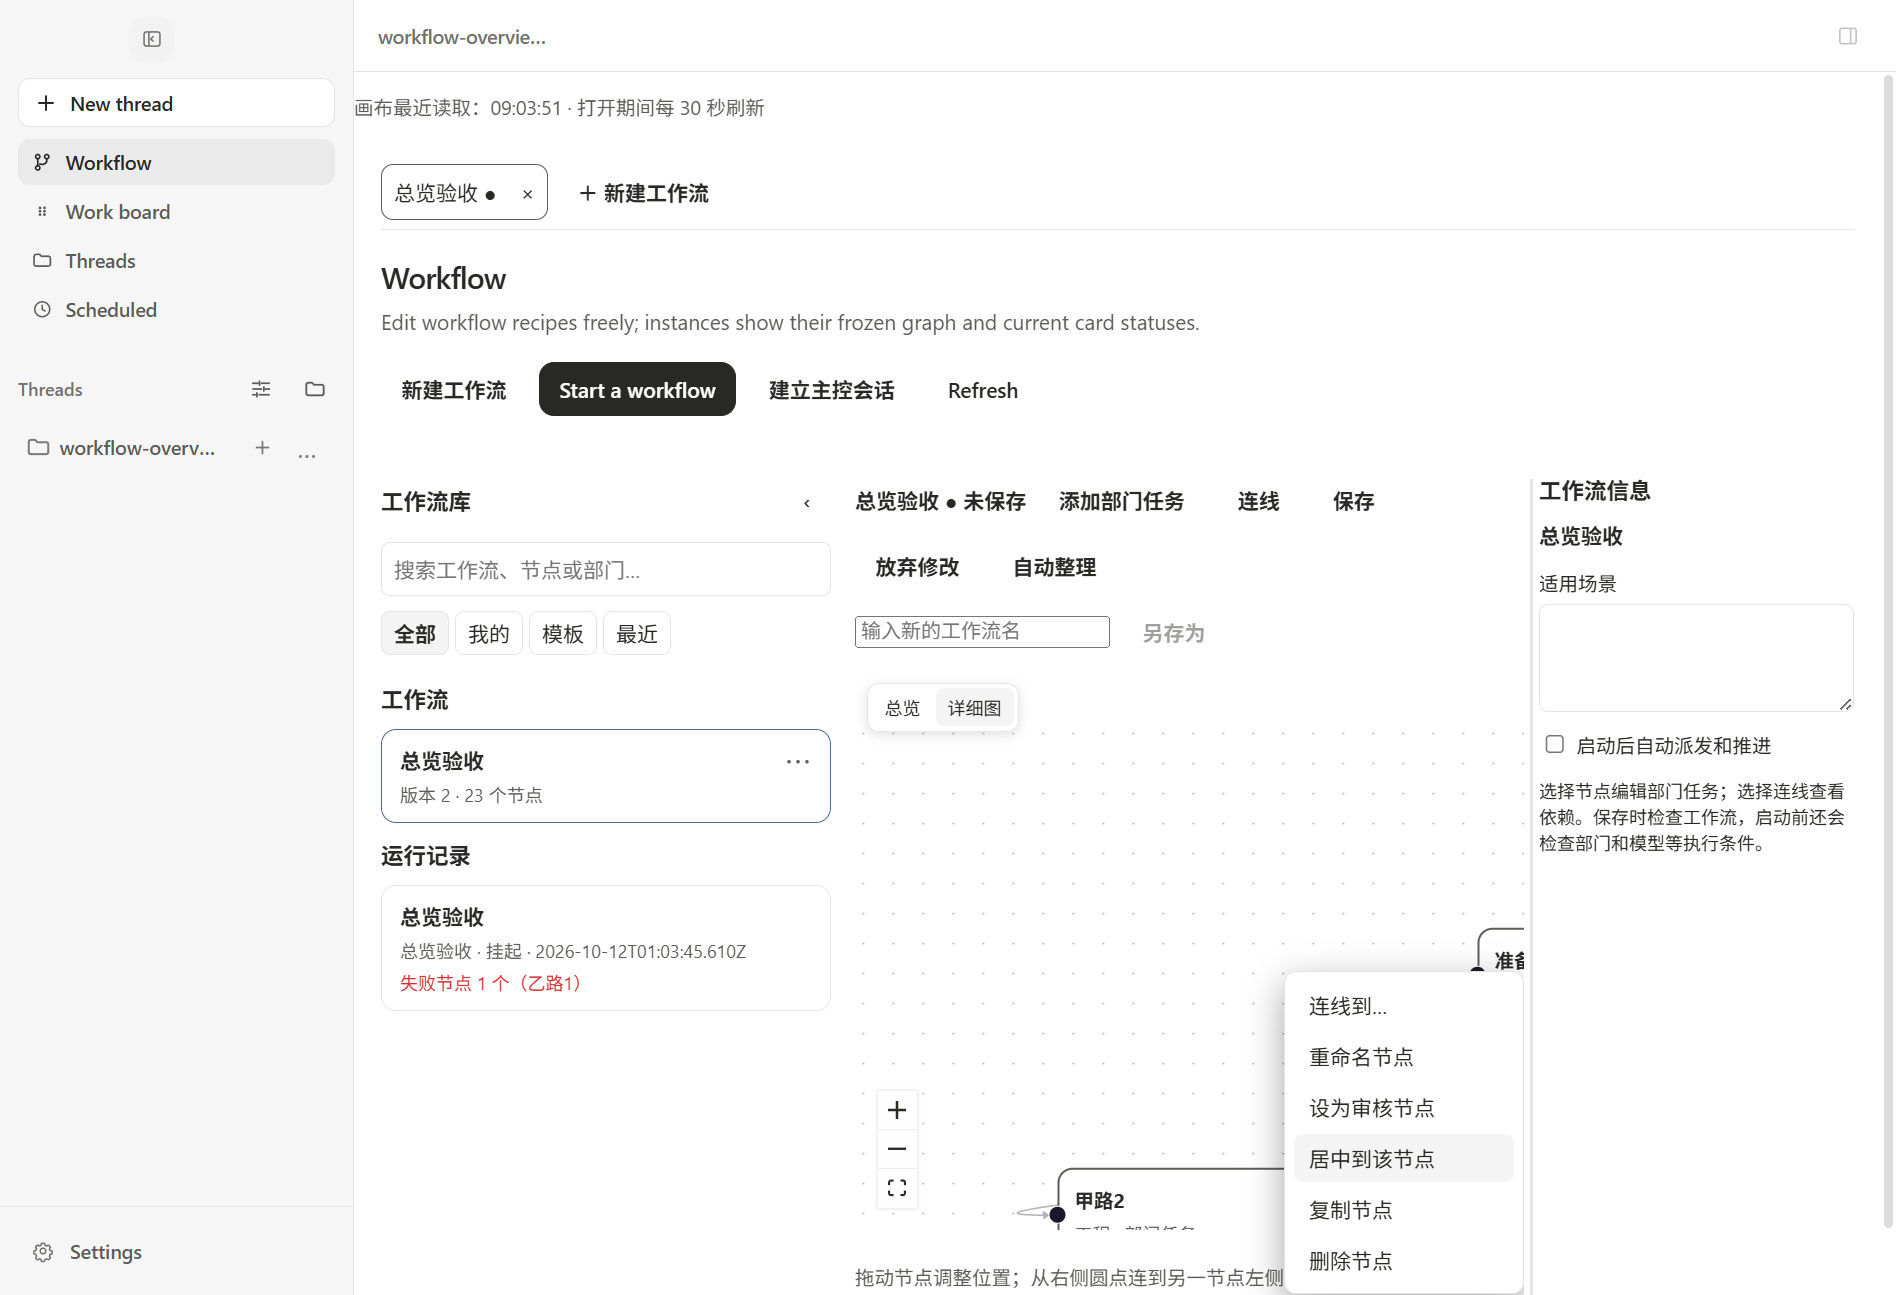 New thread
Workflow
Work board
Threads
Scheduled
Threads
workflow-overv...
Settings
workflow-overvie...
画布最近读取：09:03:51 · 打开期间每 30 秒刷新
总览验收 ● ×
+ 新建工作流
Workflow
Edit workflow recipes freely; instances show their frozen graph and current card statuses.
新建工作流
Start a workflow
建立主控会话
Refresh
工作流库
搜索工作流、节点或部门...
全部
我的
模板
最近
工作流
总览验收
版本 2 · 23 个节点
运行记录
总览验收
总览验收 · 挂起 · 2026-10-12T01:03:45.610Z
失败节点 1 个（乙路1）
总览验收 ● 未保存
添加部门任务
连线
保存
放弃修改
自动整理
输入新的工作流名
另存为
总览
详细图
准备
甲路2
连线到...
重命名节点
设为审核节点
居中到该节点
复制节点
删除节点
拖动节点调整位置；从右侧圆点连到另一节点左侧
工作流信息
总览验收
适用场景
启动后自动派发和推进
选择节点编辑部门任务；选择连线查看
依赖。保存时检查工作流，启动前还会
检查部门和模型等执行条件。